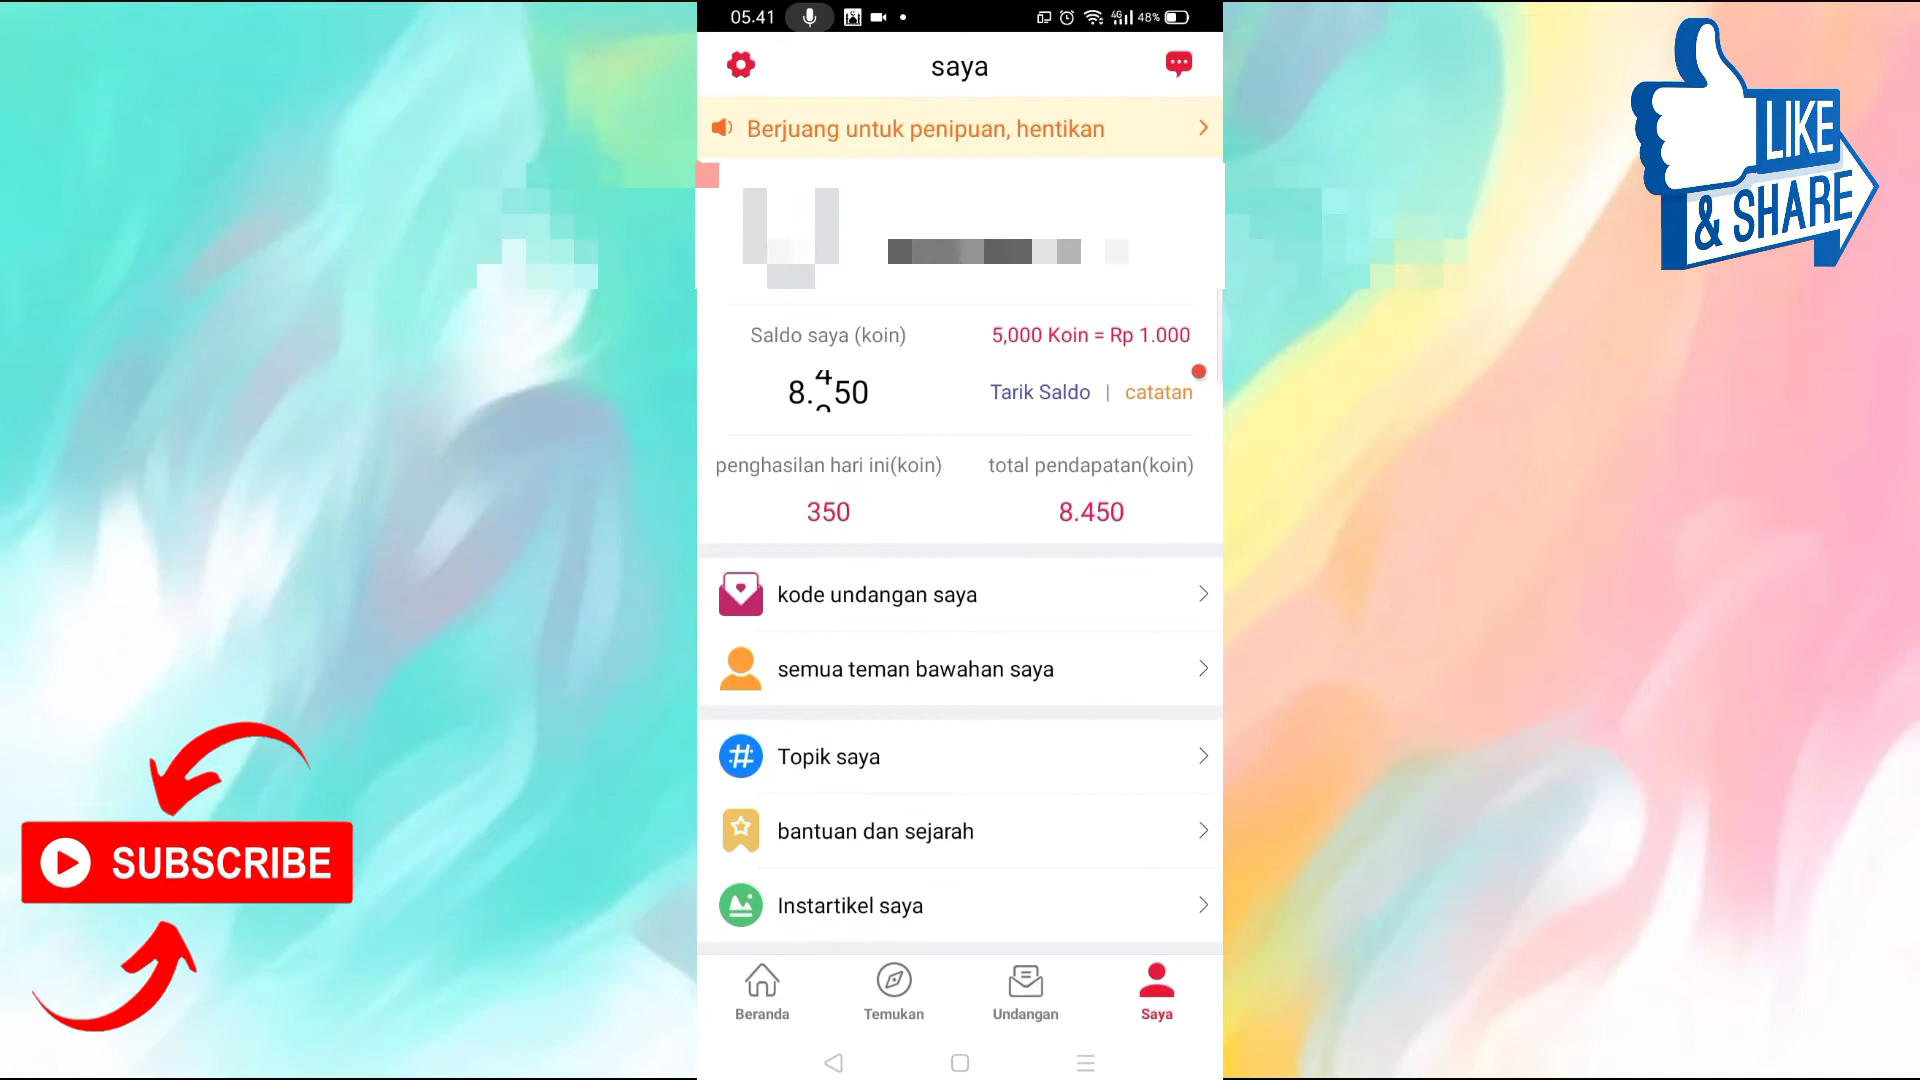 05.41
4G 48%
saya
Berjuang untuk penipuan, hentikan
LIKE
& SHARE
Saldo saya (koin)
5,000 Koin = Rp 1.000
Tarik Saldo | catatan
penghasilan hari ini(koin)
total pendapatan(koin)
350
8.450
kode undangan saya
semua teman bawahan saya
Topik saya
bantuan dan sejarah
Instartikel saya
SUBSCRIBE
Beranda
Temukan
Undangan
Saya